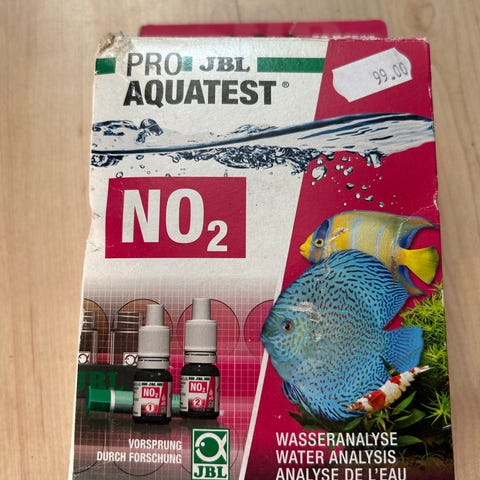 PRO JBL
AQUATEST®
99.00
NO₂
NO₂
1
NO₂
2
JBL
VORSPRUNG
DURCH FORSCHUNG
JBL
WASSERANALYSE
WATER ANALYSIS
ANALYSE DE L'EAU